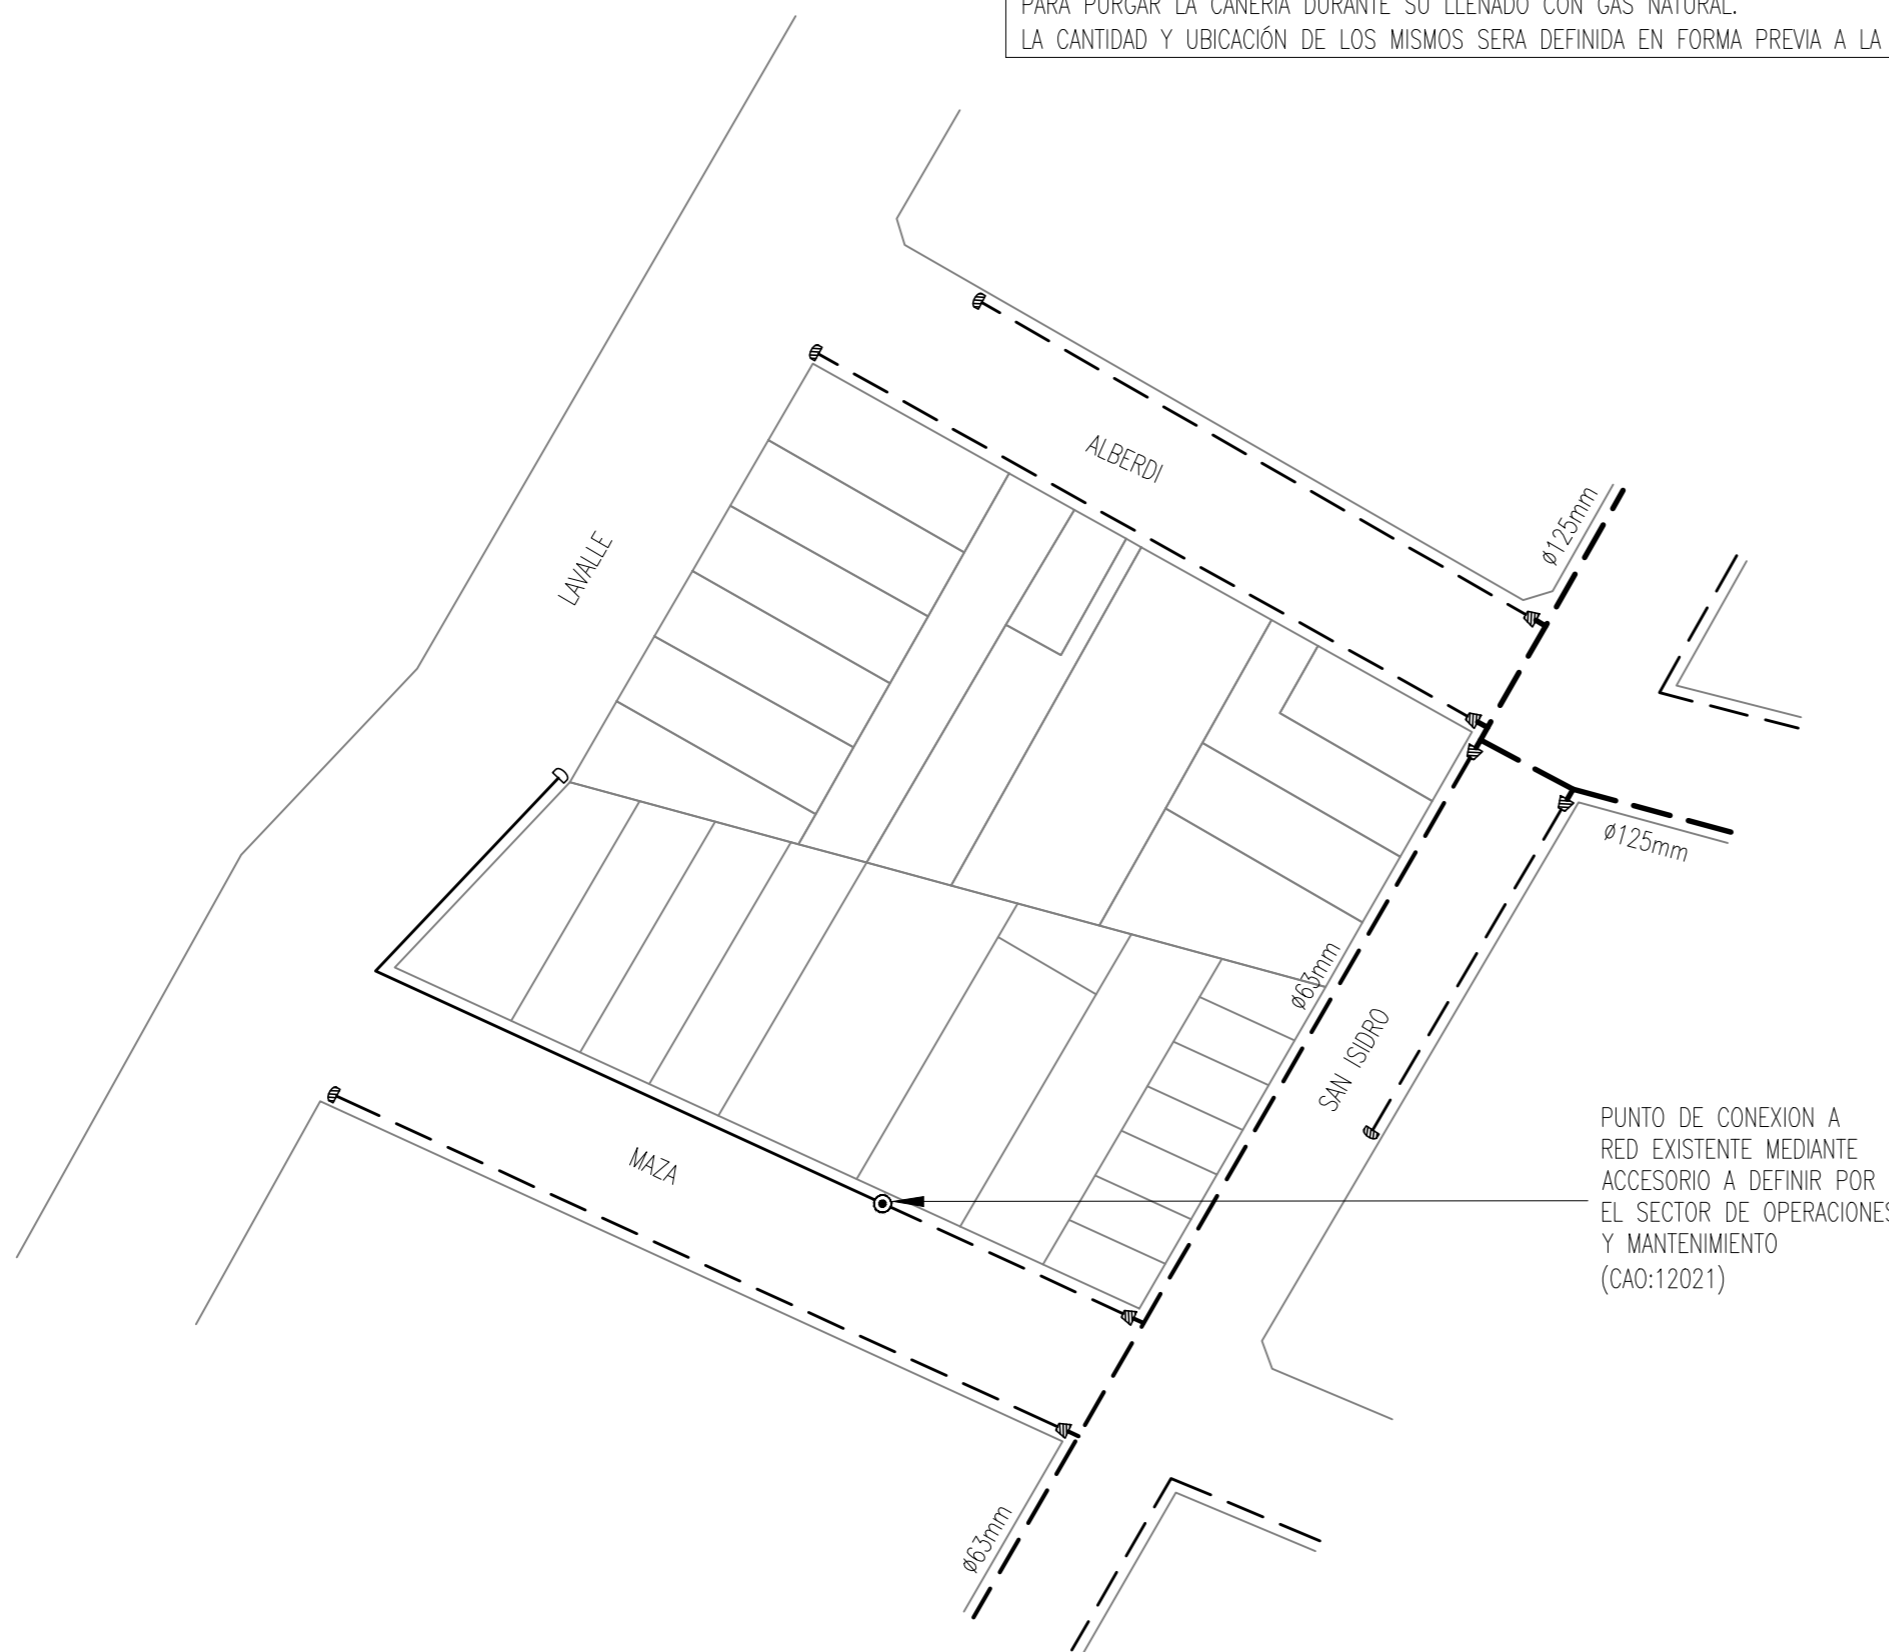 PARA PURGAR LA CAÑERIA DURANTE SU LLENADO CON GAS NATURAL.
LA CANTIDAD Y UBICACIÓN DE LOS MISMOS SERA DEFINIDA EN FORMA PREVIA A LA
ALBERDI
ø125mm
LAVALLE
ø125mm
ø63mm
SAN ISIDRO
PUNTO DE CONEXION A
RED EXISTENTE MEDIANTE
ACCESORIO A DEFINIR POR
EL SECTOR DE OPERACIONES
Y MANTENIMIENTO
(CAO:12021)
MAZA
ø63mm